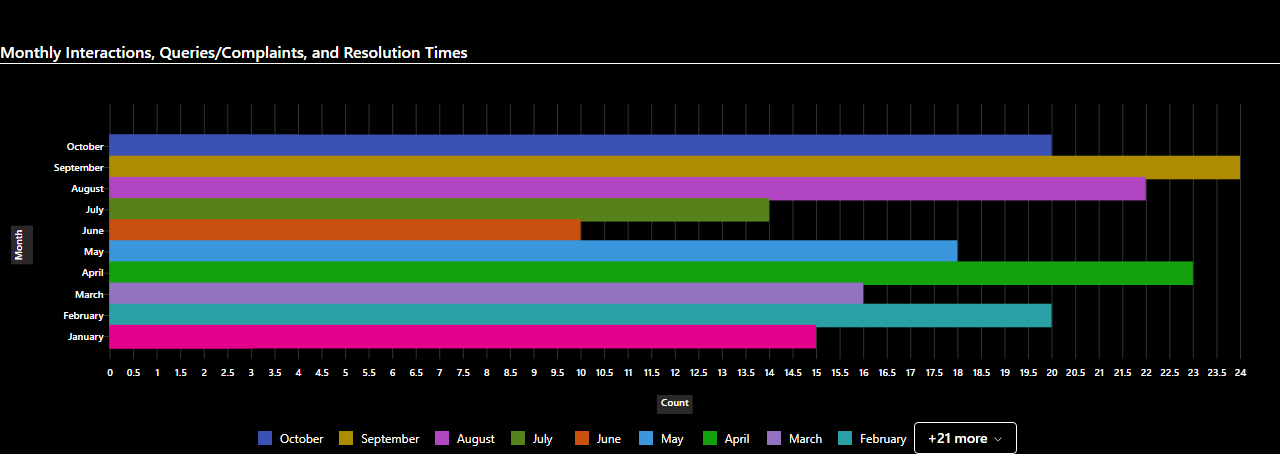 Monthly Interactions, Queries/Complaints, and Resolution Times
October
September
August
July
June
May
April
March
February
January
Month
0 0.5 1 1.5 2 2.5 3 3.5 4 4.5 5 5.5 6 6.5 7 7.5 8 8.5 9 9.5 10 10.5 11 11.5 12 12.5 13 13.5 14 14.5 15 15.5 16 16.5 17 17.5 18 18.5 19 19.5 20 20.5 21 21.5 22 22.5 23 23.5 24
Count
October September August July June May April March February +21 more